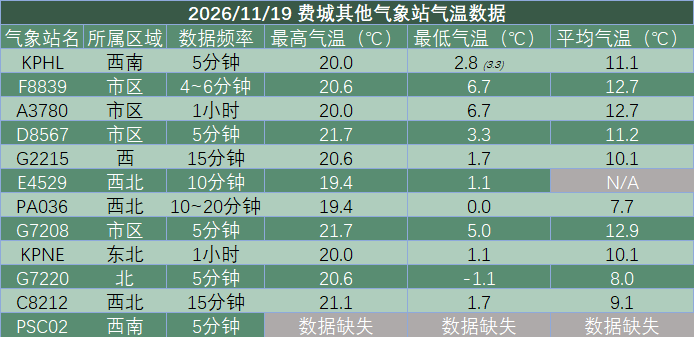 2026/11/19 费城其他气象站气温数据
气象站名 所属区域 数据频率 最高气温（℃） 最低气温（℃） 平均气温（℃）
KPHL 西南 5分钟 20.0 2.8 (3.3) 11.1
F8839 市区 4~6分钟 20.6 6.7 12.7
A3780 市区 1小时 20.0 6.7 12.7
D8567 市区 5分钟 21.7 3.3 11.2
G2215 西 15分钟 20.6 1.7 10.1
E4529 西北 10分钟 19.4 1.1 N/A
PA036 西北 10~20分钟 19.4 0.0 7.7
G7208 市区 5分钟 21.7 5.0 12.9
KPNE 东北 1小时 20.0 1.1 10.1
G7220 北 5分钟 20.6 -1.1 8.0
C8212 西北 15分钟 21.1 1.7 9.1
PSC02 西南 5分钟 数据缺失 数据缺失 数据缺失